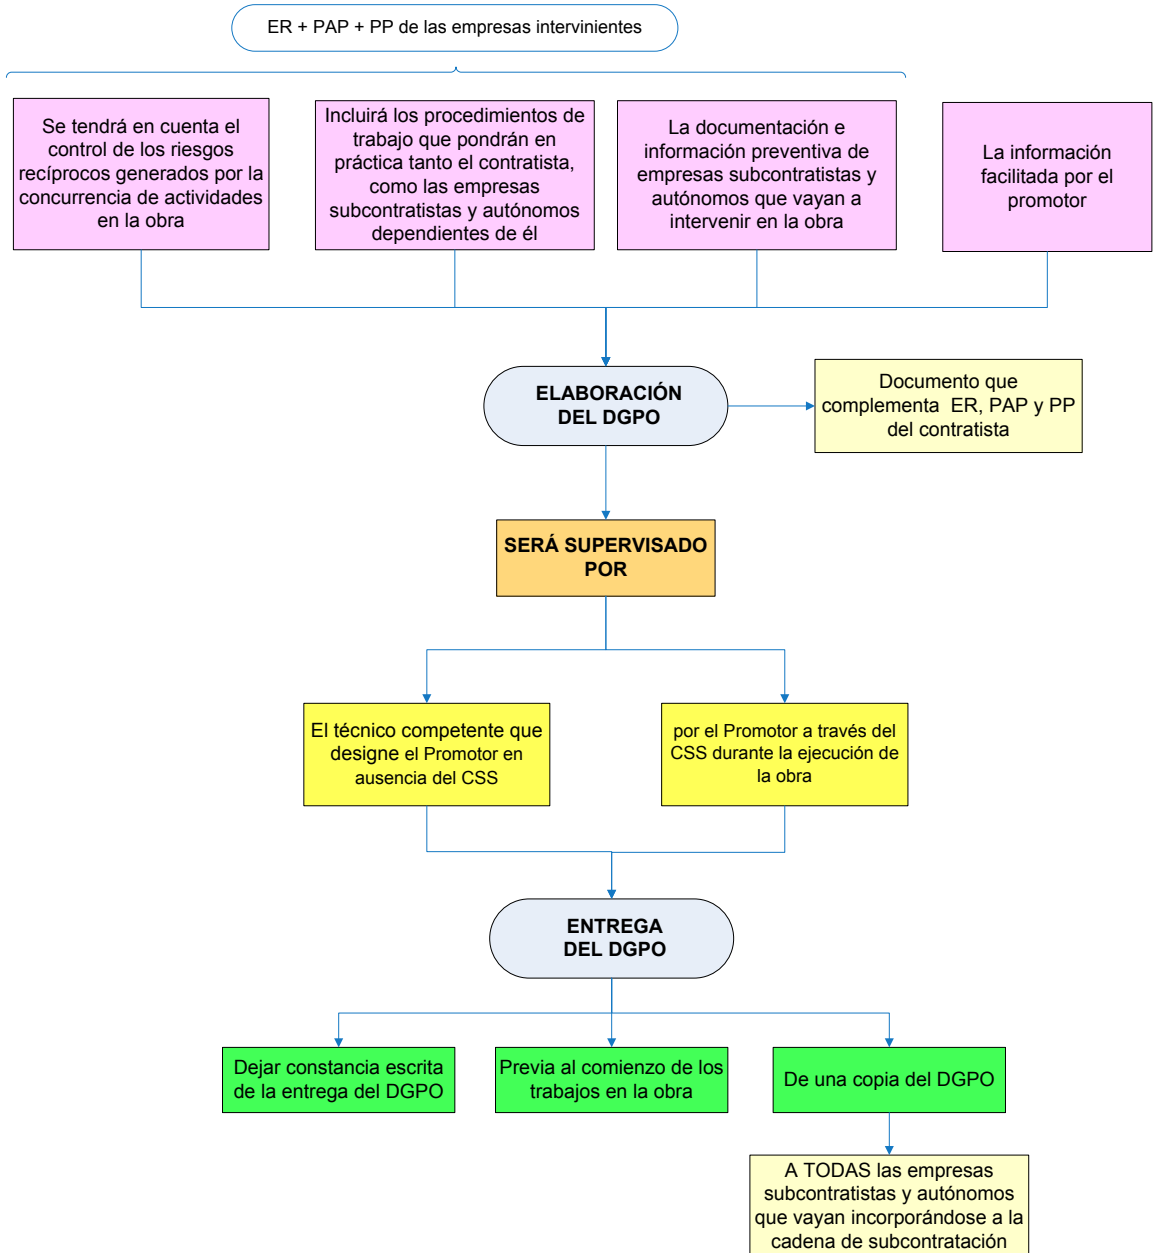 ER + PAP + PP de las empresas intervinientes
Se tendrá en cuenta el
control de los riesgos
recíprocos generados por la
concurrencia de actividades
en la obra
Incluirá los procedimientos de
trabajo que pondrán en
práctica tanto el contratista,
como las empresas
subcontratistas y autónomos
dependientes de él
La documentación e
información preventiva de
empresas subcontratistas y
autónomos que vayan a
intervenir en la obra
La información
facilitada por el
promotor
ELABORACIÓN
DEL DGPO
Documento que
complementa ER, PAP y PP
del contratista
SERÁ SUPERVISADO
POR
El técnico competente que
designe el Promotor en
ausencia del CSS
por el Promotor a través del
CSS durante la ejecución de
la obra
ENTREGA
DEL DGPO
Dejar constancia escrita
de la entrega del DGPO
Previa al comienzo de los
trabajos en la obra
De una copia del DGPO
A TODAS las empresas
subcontratistas y autónomos
que vayan incorporándose a la
cadena de subcontratación